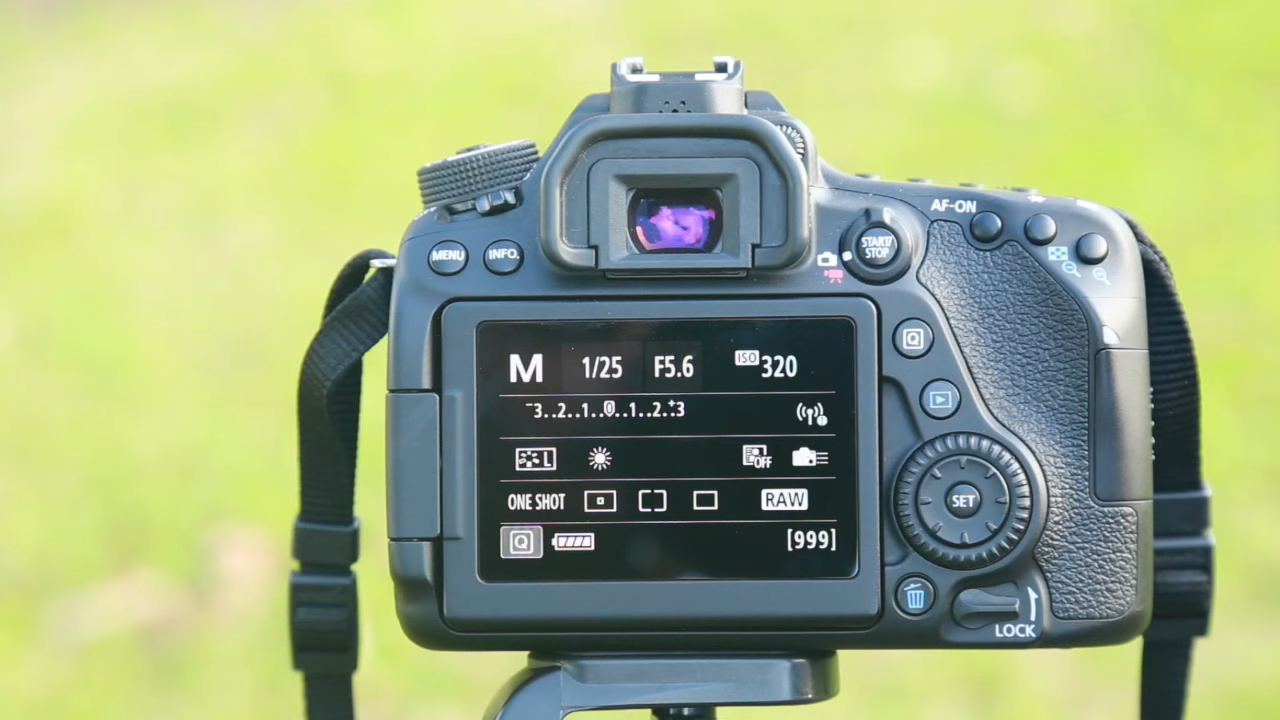 AF-ON
MENU
INFO.
START/
STOP
M 1/25 F5.6 ISO 320
-3..2..1..0..1..2..+3
L
OFF
ONE SHOT RAW
Q [999]
Q
SET
LOCK